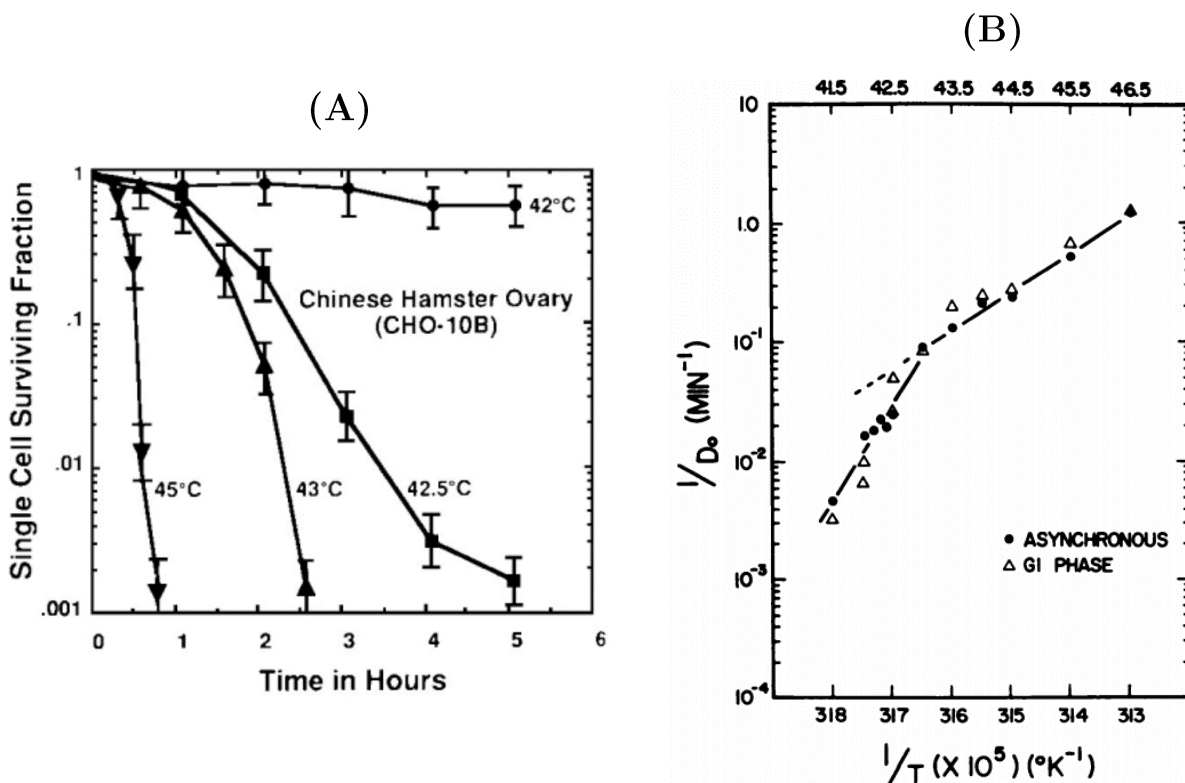 (A)
Single Cell Surviving Fraction
1
.1
.01
.001
42°C
Chinese Hamster Ovary
(CHO-10B)
45°C
43°C
42.5°C
0 1 2 3 4 5 6
Time in Hours
(B)
41.5 42.5 43.5 44.5 45.5 46.5
10
1.0
10⁻¹
10⁻²
10⁻³
10⁻⁴
1/D₀ (MIN⁻¹)
● ASYNCHRONOUS
△ G1 PHASE
318 317 316 315 314 313
1/T (X 10⁵) (°K⁻¹)